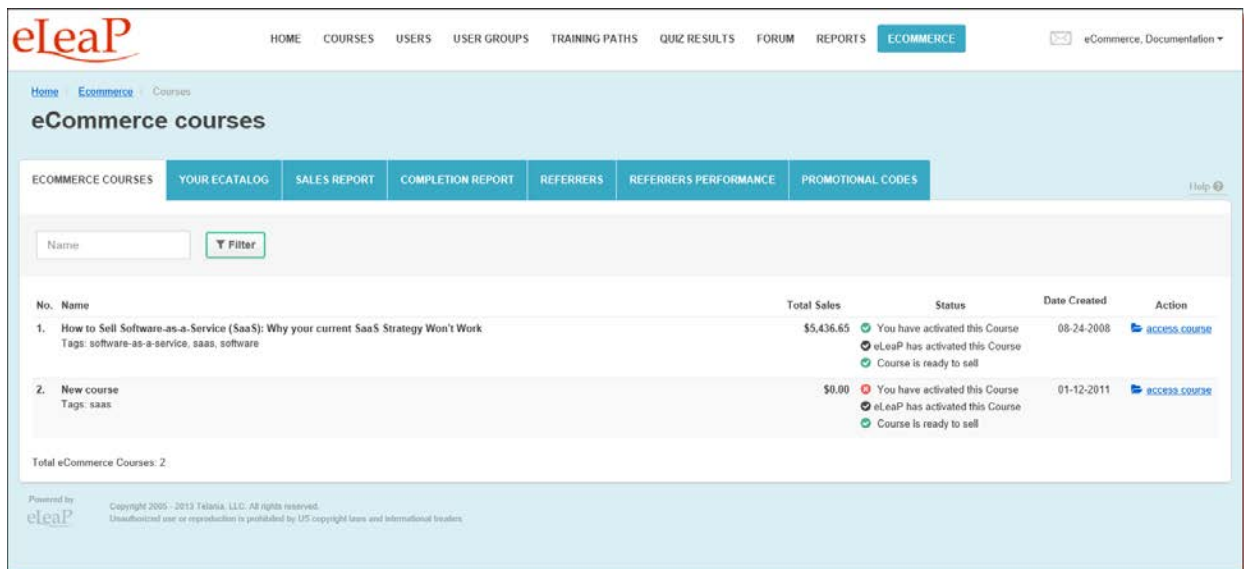 eLeaP
HOME COURSES USERS USER GROUPS TRAINING PATHS QUIZ RESULTS FORUM REPORTS ECOMMERCE eCommerce, Documentation
Home Ecommerce Courses
eCommerce courses
ECOMMERCE COURSES YOUR ECATALOG SALES REPORT COMPLETION REPORT REFERRERS REFERRERS PERFORMANCE PROMOTIONAL CODES Help
Name Filter
No. Name Total Sales Status Date Created Action
1. How to Sell Software-as-a-Service (SaaS): Why your current SaaS Strategy Won't Work $5,436.65 You have activated this Course 08-24-2008 access course
Tags: software-as-a-service, saas, software eLeaP has activated this Course
Course is ready to sell
2. New course $0.00 You have activated this Course 01-12-2011 access course
Tags: saas eLeaP has activated this Course
Course is ready to sell
Total eCommerce Courses: 2
Powered by
eLeaP
Copyright 2005 - 2013 Telania, LLC. All rights reserved.
Unauthorized use or reproduction is prohibited by US copyright laws and international treaties